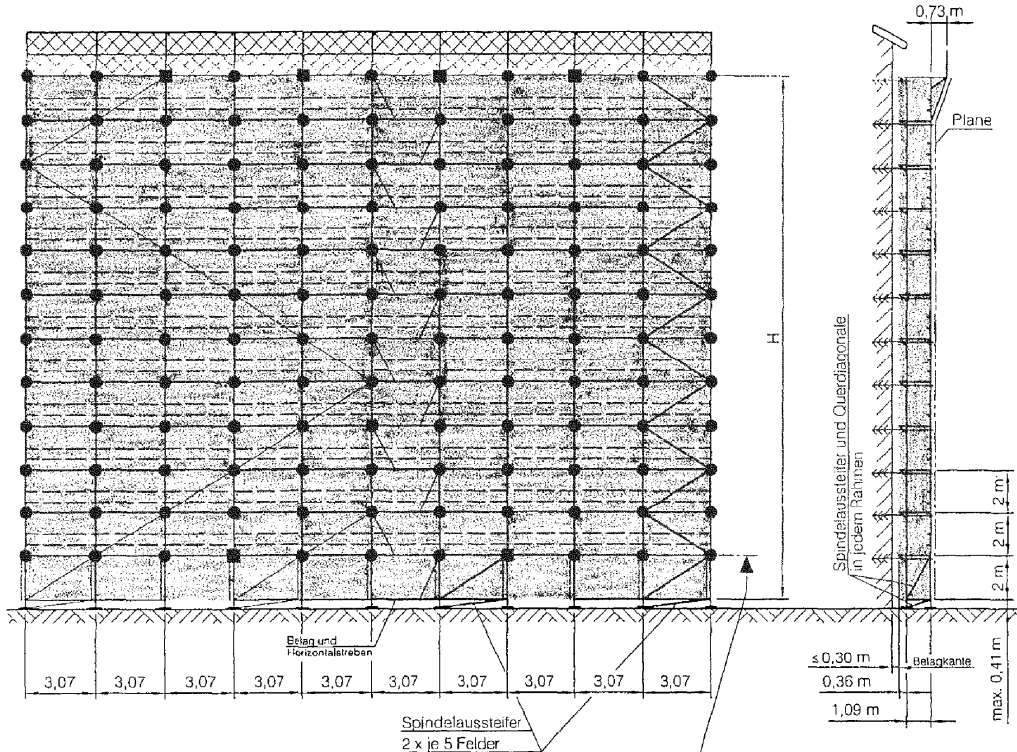 0,73 m
Plane
H
Spindelaussteifer und Querdiagonale
in jedem Rahmen
2 m
2 m
2 m
Belag und
Horizontalstreben
≤ 0,30 m
Belagkante
0,36 m
1,09 m
max. 0,41 m
3,07
3,07
3,07
3,07
3,07
3,07
3,07
3,07
3,07
3,07
Spindelaussteifer
2 x je 5 Felder